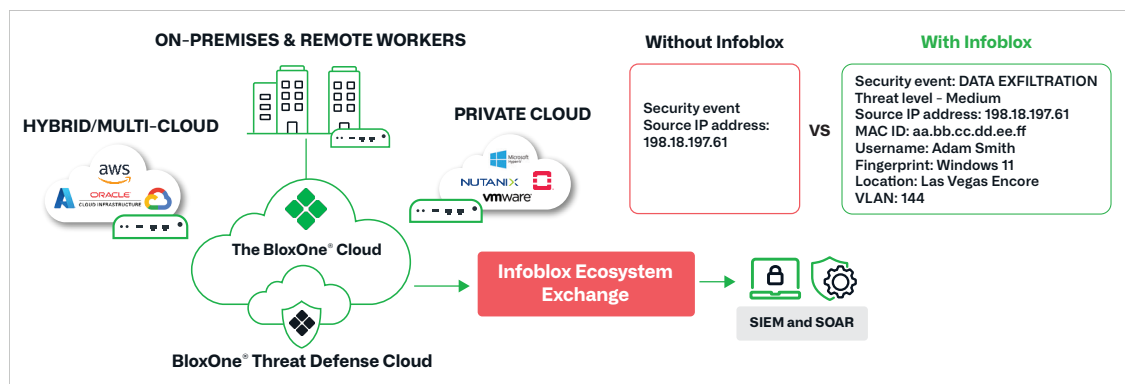 ON-PREMISES & REMOTE WORKERS
HYBRID/MULTI-CLOUD
aws
ORACLE
CLOUD INFRASTRUCTURE
PRIVATE CLOUD
Microsoft
Hyper-V
NUTANIX
vmware
The BloxOne® Cloud
BloxOne® Threat Defense Cloud
Infoblox Ecosystem
Exchange
SIEM and SOAR
Without Infoblox
Security event
Source IP address:
198.18.197.61
VS
With Infoblox
Security event: DATA EXFILTRATION
Threat level - Medium
Source IP address: 198.18.197.61
MAC ID: aa.bb.cc.dd.ee.ff
Username: Adam Smith
Fingerprint: Windows 11
Location: Las Vegas Encore
VLAN: 144